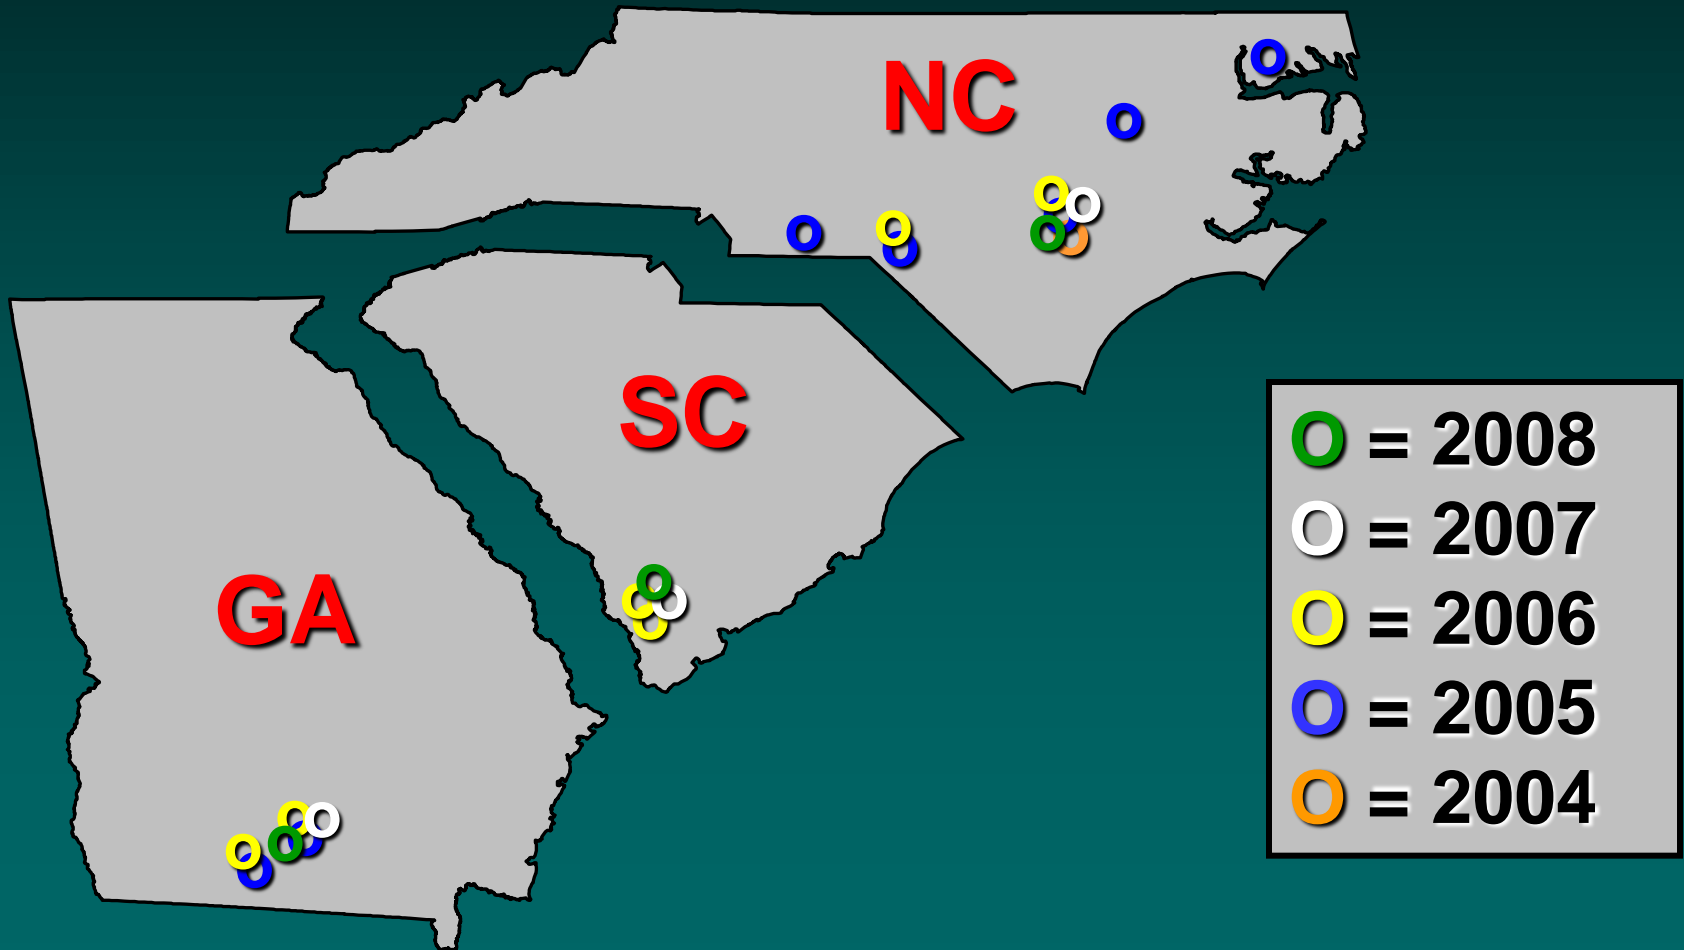 NC
SC
GA
O = 2008
O = 2007
O = 2006
O = 2005
O = 2004